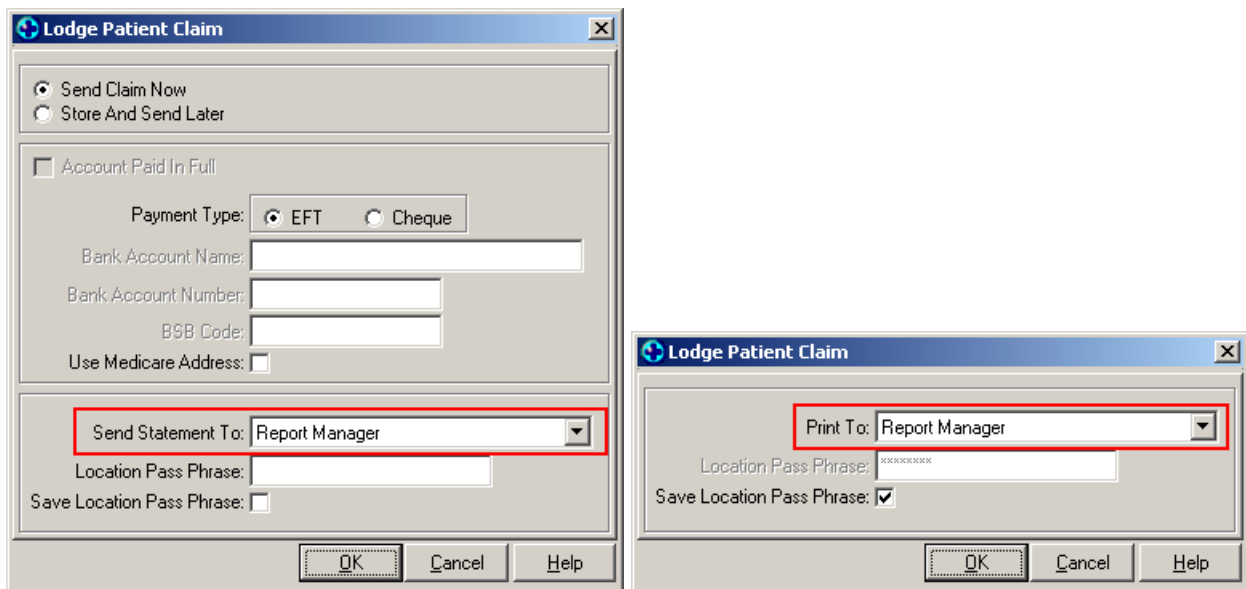 Lodge Patient Claim
Send Claim Now
Store And Send Later
Account Paid In Full
Payment Type: EFT Cheque
Bank Account Name:
Bank Account Number:
BSB Code:
Use Medicare Address:
Send Statement To: Report Manager
Location Pass Phrase:
Save Location Pass Phrase:
OK Cancel Help
Lodge Patient Claim
Print To: Report Manager
Location Pass Phrase: ********
Save Location Pass Phrase:
OK Cancel Help